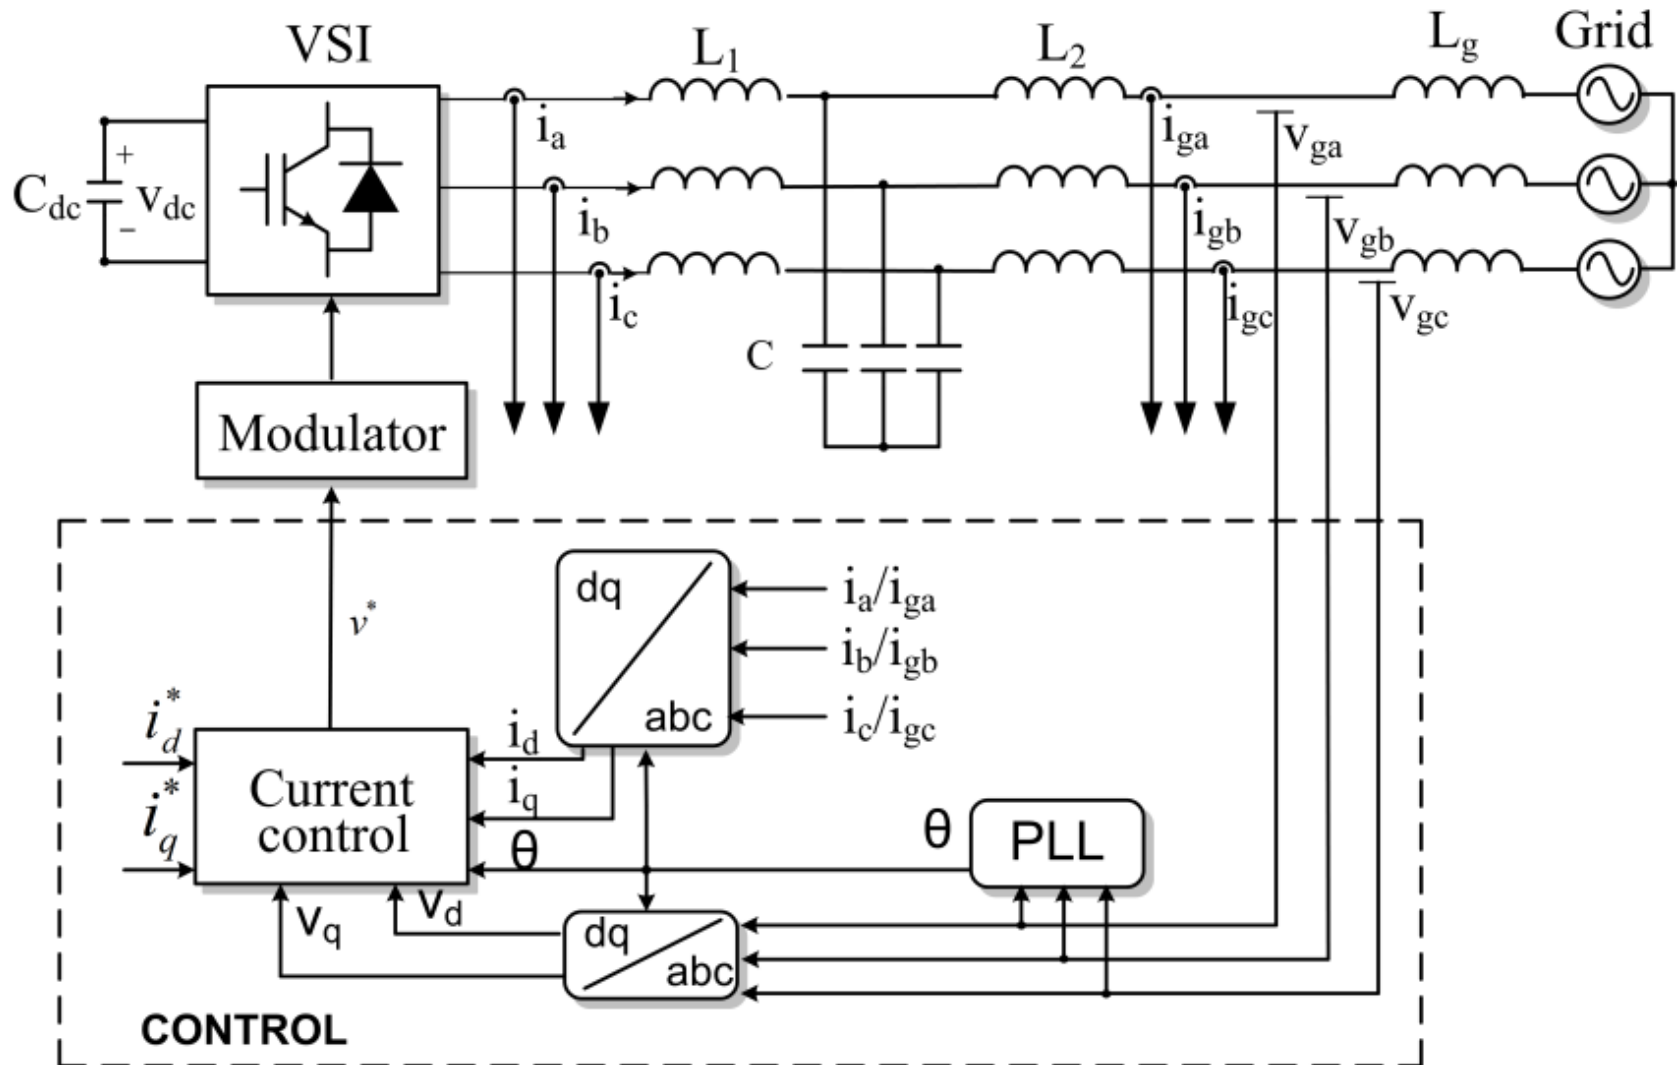 VSI
L1
L2
Lg
Grid
ia
iga
vga
+
Cdc
vdc
−
ib
igb
vgb
ic
igc
vgc
C
Modulator
v*
dq
abc
ia/iga
ib/igb
ic/igc
i*d
i*q
Current
control
id
iq
θ
θ
PLL
vq
vd
dq
abc
CONTROL